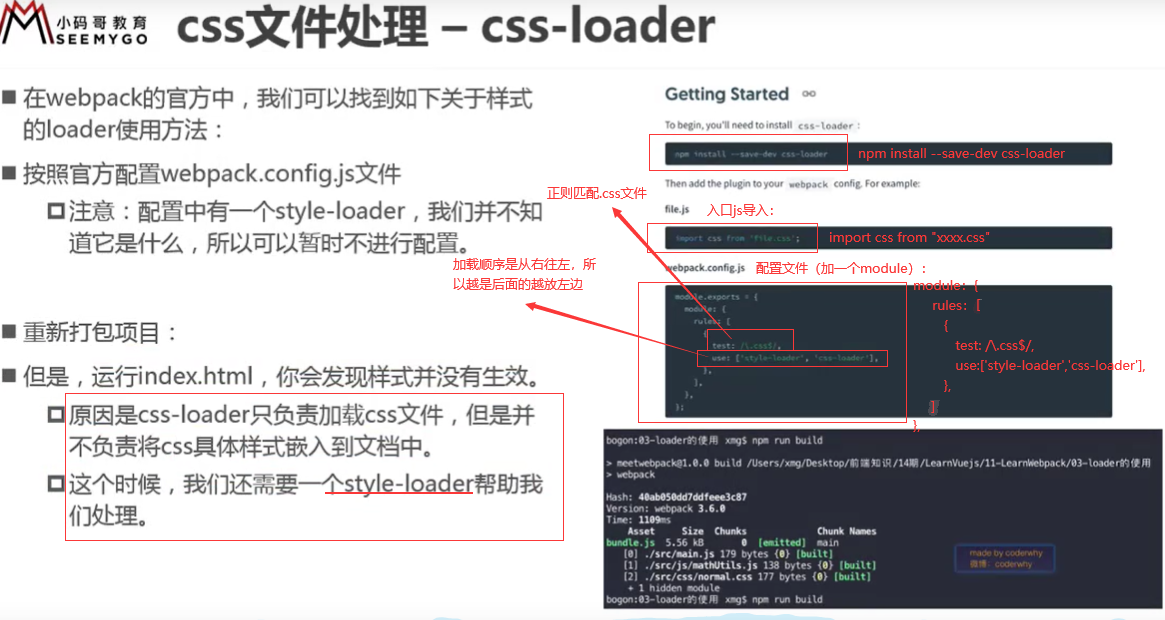 小码哥教育
SEEMYGO
css文件处理 – css-loader
在webpack的官方中，我们可以找到如下关于样式
的loader使用方法：
按照官方配置webpack.config.js文件
注意：配置中有一个style-loader，我们并不知
道它是什么，所以可以暂时不进行配置。
重新打包项目：
但是，运行index.html，你会发现样式并没有生效。
原因是css-loader只负责加载css文件，但是并
不负责将css具体样式嵌入到文档中。
这个时候，我们还需要一个style-loader帮助我
们处理。
正则匹配.css文件
加载顺序是从右往左，所
以越是后面的越放左边
Getting Started
To begin, you'll need to install css-loader :
npm install --save-dev css-loader
npm install --save-dev css-loader
Then add the plugin to your webpack config. For example:
file.js
入口js导入：
import css from 'file.css';
import css from "xxxx.css"
webpack.config.js
配置文件（加一个module）：
module.exports = {
module: {
rules: [
{
test: /\.css$/,
use: ['style-loader', 'css-loader'],
},
],
},
};
module: {
rules: [
{
test: /\.css$/,
use:['style-loader','css-loader'],
},
]
},
bogon:03-loader的使用 xmg$ npm run build
> meetwebpack@1.0.0 build /Users/xmg/Desktop/前端知识/14期/LearnVuejs/11-LearnWebpack/03-loader的使用
> webpack
Hash: 40ab050dd7ddfeee3c87
Version: webpack 3.6.0
Time: 1109ms
Asset Size Chunks Chunk Names
bundle.js 5.56 kB 0 [emitted] main
[0] ./src/main.js 179 bytes {0} [built]
[1] ./src/js/mathUtils.js 138 bytes {0} [built]
[2] ./src/css/normal.css 177 bytes {0} [built]
+ 1 hidden module
bogon:03-loader的使用 xmg$ npm run build
made by coderwhy
微博：coderwhy